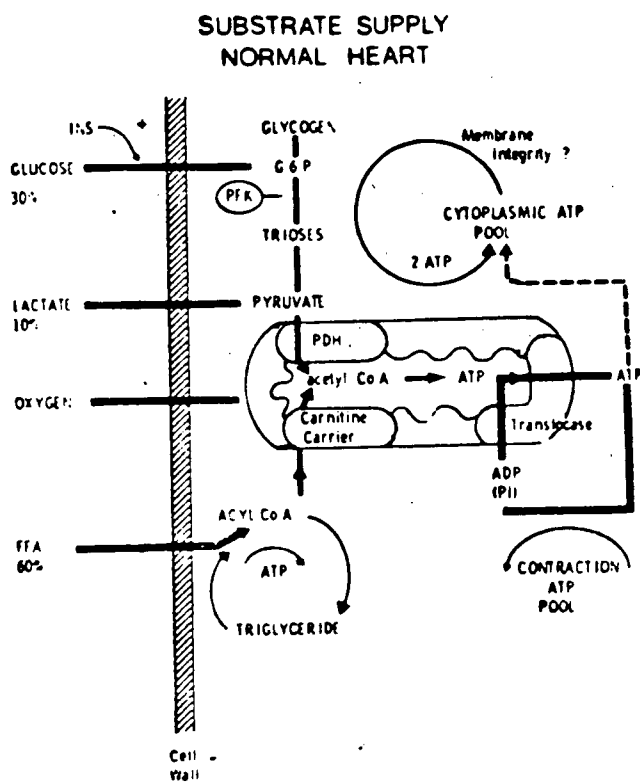 SUBSTRATE SUPPLY
NORMAL HEART
INS +
GLUCOSE
30%
GLYCOGEN
G6P
PFK
TRIOSES
Membrane
Integrity ?
CYTOPLASMIC ATP
POOL
2 ATP
LACTATE
10%
PYRUVATE
PDH
acetyl CoA
ATP
ATP
OXYGEN
Carnitine
Carrier
Translocase
ADP
(PI)
ACYL CoA
FFA
60%
ATP
TRIGLYCERIDE
CONTRACTION
ATP
POOL
Cell
Wall